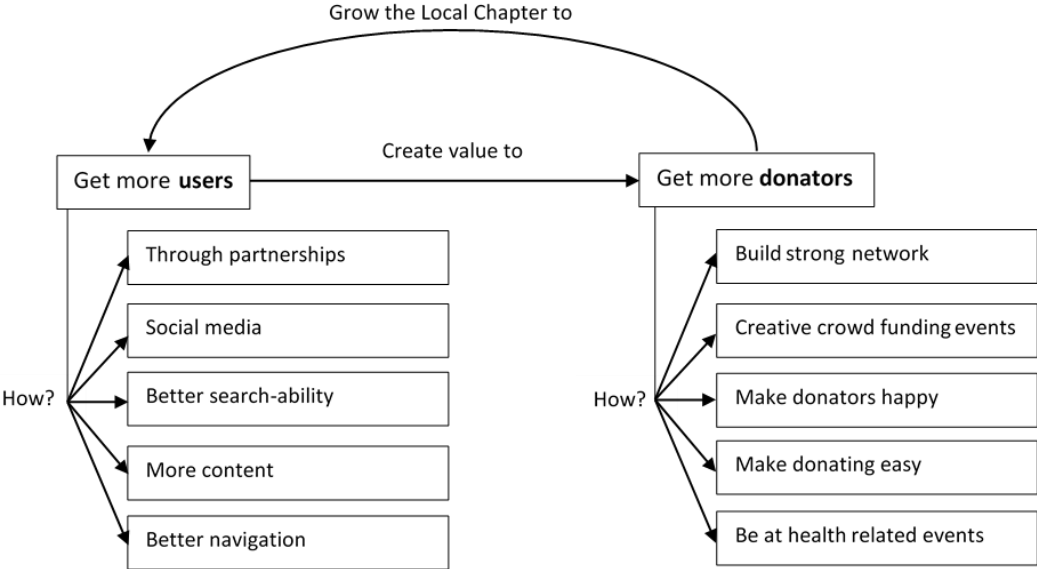 Grow the Local Chapter to
Create value to
Get more users
Get more donators
Through partnerships
Social media
Better search-ability
More content
Better navigation
How?
Build strong network
Creative crowd funding events
Make donators happy
Make donating easy
Be at health related events
How?